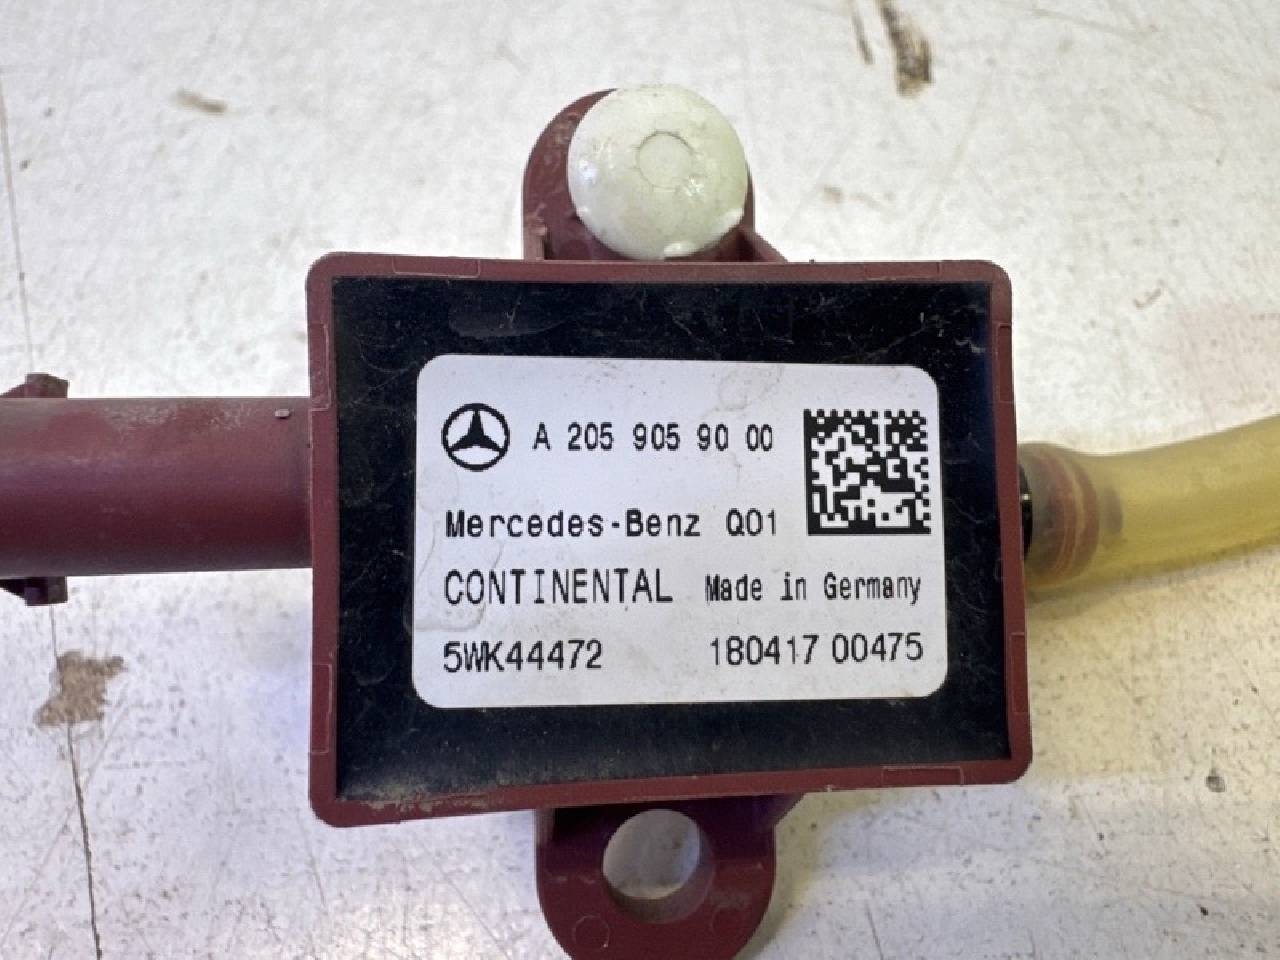 A 205 905 90 00
Mercedes-Benz Q01
CONTINENTAL Made in Germany
5WK44472 180417 00475